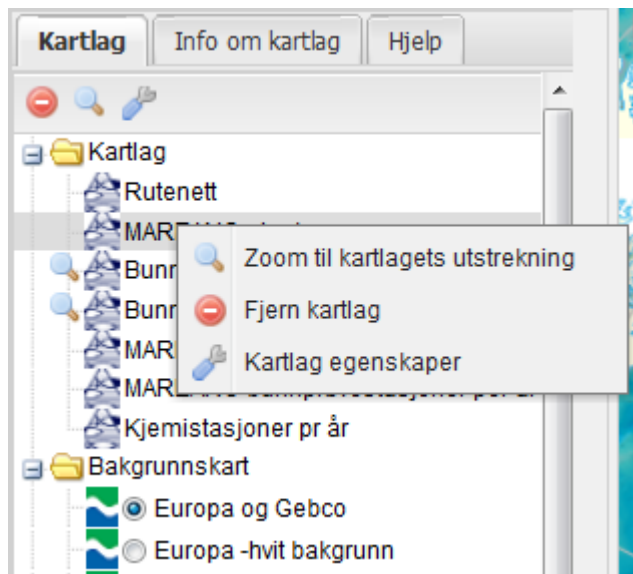 Kartlag Info om kartlag Hjelp
Kartlag
Rutenett
Zoom til kartlagets utstrekning
Fjern kartlag
Kartlag egenskaper
Kjemistasjoner pr år
Bakgrunnskart
Europa og Gebco
Europa -hvit bakgrunn